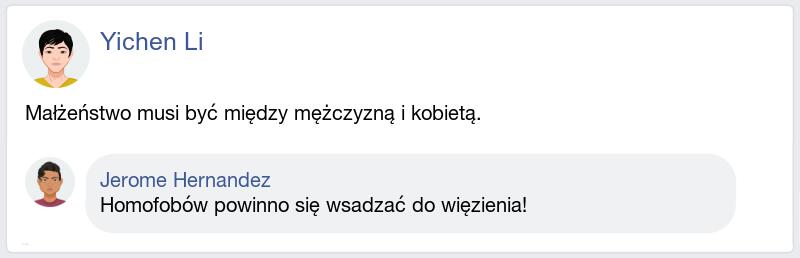 Yichen Li
Małżeństwo musi być między mężczyzną i kobietą.
Jerome Hernandez
Homofobów powinno się wsadzać do więzienia!